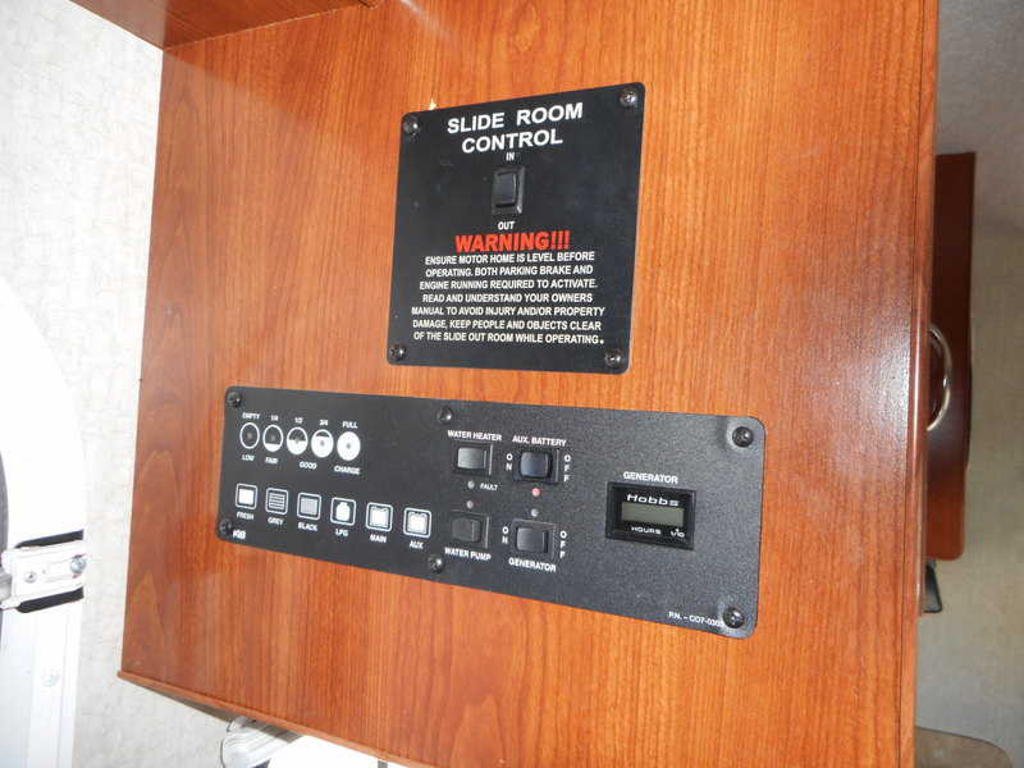 SLIDE ROOM
CONTROL
IN
OUT
WARNING!!!
ENSURE MOTOR HOME IS LEVEL BEFORE
OPERATING. BOTH PARKING BRAKE AND
ENGINE RUNNING REQUIRED TO ACTIVATE.
READ AND UNDERSTAND YOUR OWNERS
MANUAL TO AVOID INJURY AND/OR PROPERTY
DAMAGE, KEEP PEOPLE AND OBJECTS CLEAR
OF THE SLIDE OUT ROOM WHILE OPERATING.
EMPTY 1/4 1/2 3/4 FULL
LOW FAIR GOOD CHARGE
FRESH GREY BLACK LPG MAIN AUX
KIB
WATER HEATER
FAULT
WATER PUMP
AUX. BATTERY
ON OFF
ON OFF
GENERATOR
GENERATOR
Hobbs
HOURS 1/10